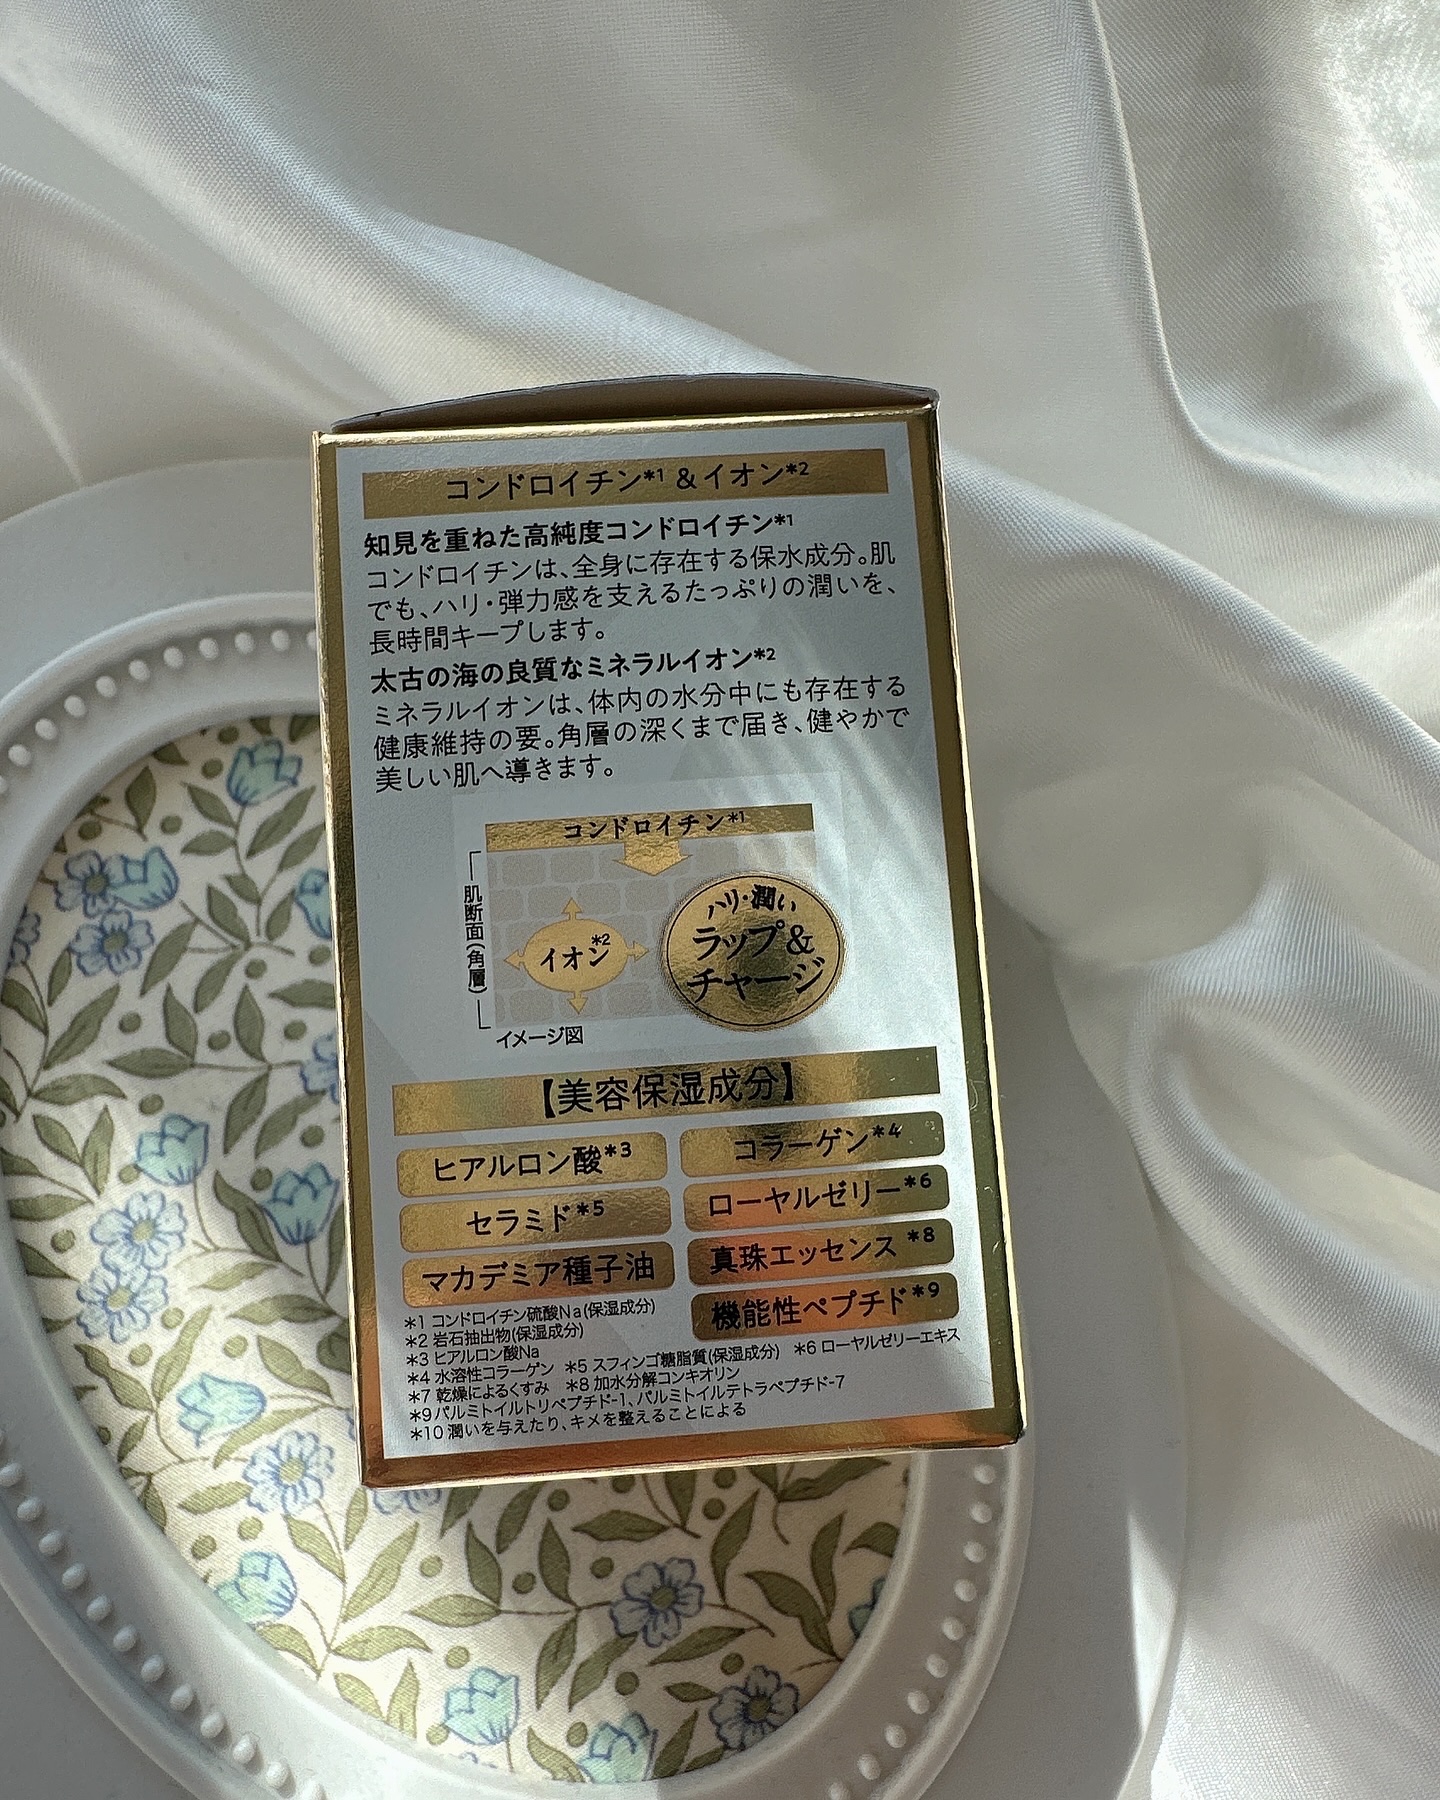 コンドロイチン*1 & イオン*2
知見を重ねた高純度コンドロイチン*1
コンドロイチンは、全身に存在する保水成分。肌
でも、ハリ・弾力感を支えるたっぷりの潤いを、
長時間キープします。
太古の海の良質なミネラルイオン*2
ミネラルイオンは、体内の水分中にも存在する
健康維持の要。角層の深くまで届き、健やかで
美しい肌へ導きます。
コンドロイチン*1
肌断面(角層)
イオン*2
ハリ・潤い
ラップ&
チャージ
イメージ図
【美容保湿成分】
ヒアルロン酸*3
コラーゲン*4
セラミド*5
ローヤルゼリー*6
マカデミア種子油
真珠エッセンス*8
機能性ペプチド*9
*1 コンドロイチン硫酸Na(保湿成分)
*2 岩石抽出物(保湿成分)
*3 ヒアルロン酸Na
*4 水溶性コラーゲン *5 スフィンゴ糖脂質(保湿成分) *6 ローヤルゼリーエキス
*7 乾燥によるくすみ *8 加水分解コンキオリン
*9 パルミトイルトリペプチド-1、パルミトイルテトラペプチド-7
*10 潤いを与えたり、キメを整えることによる